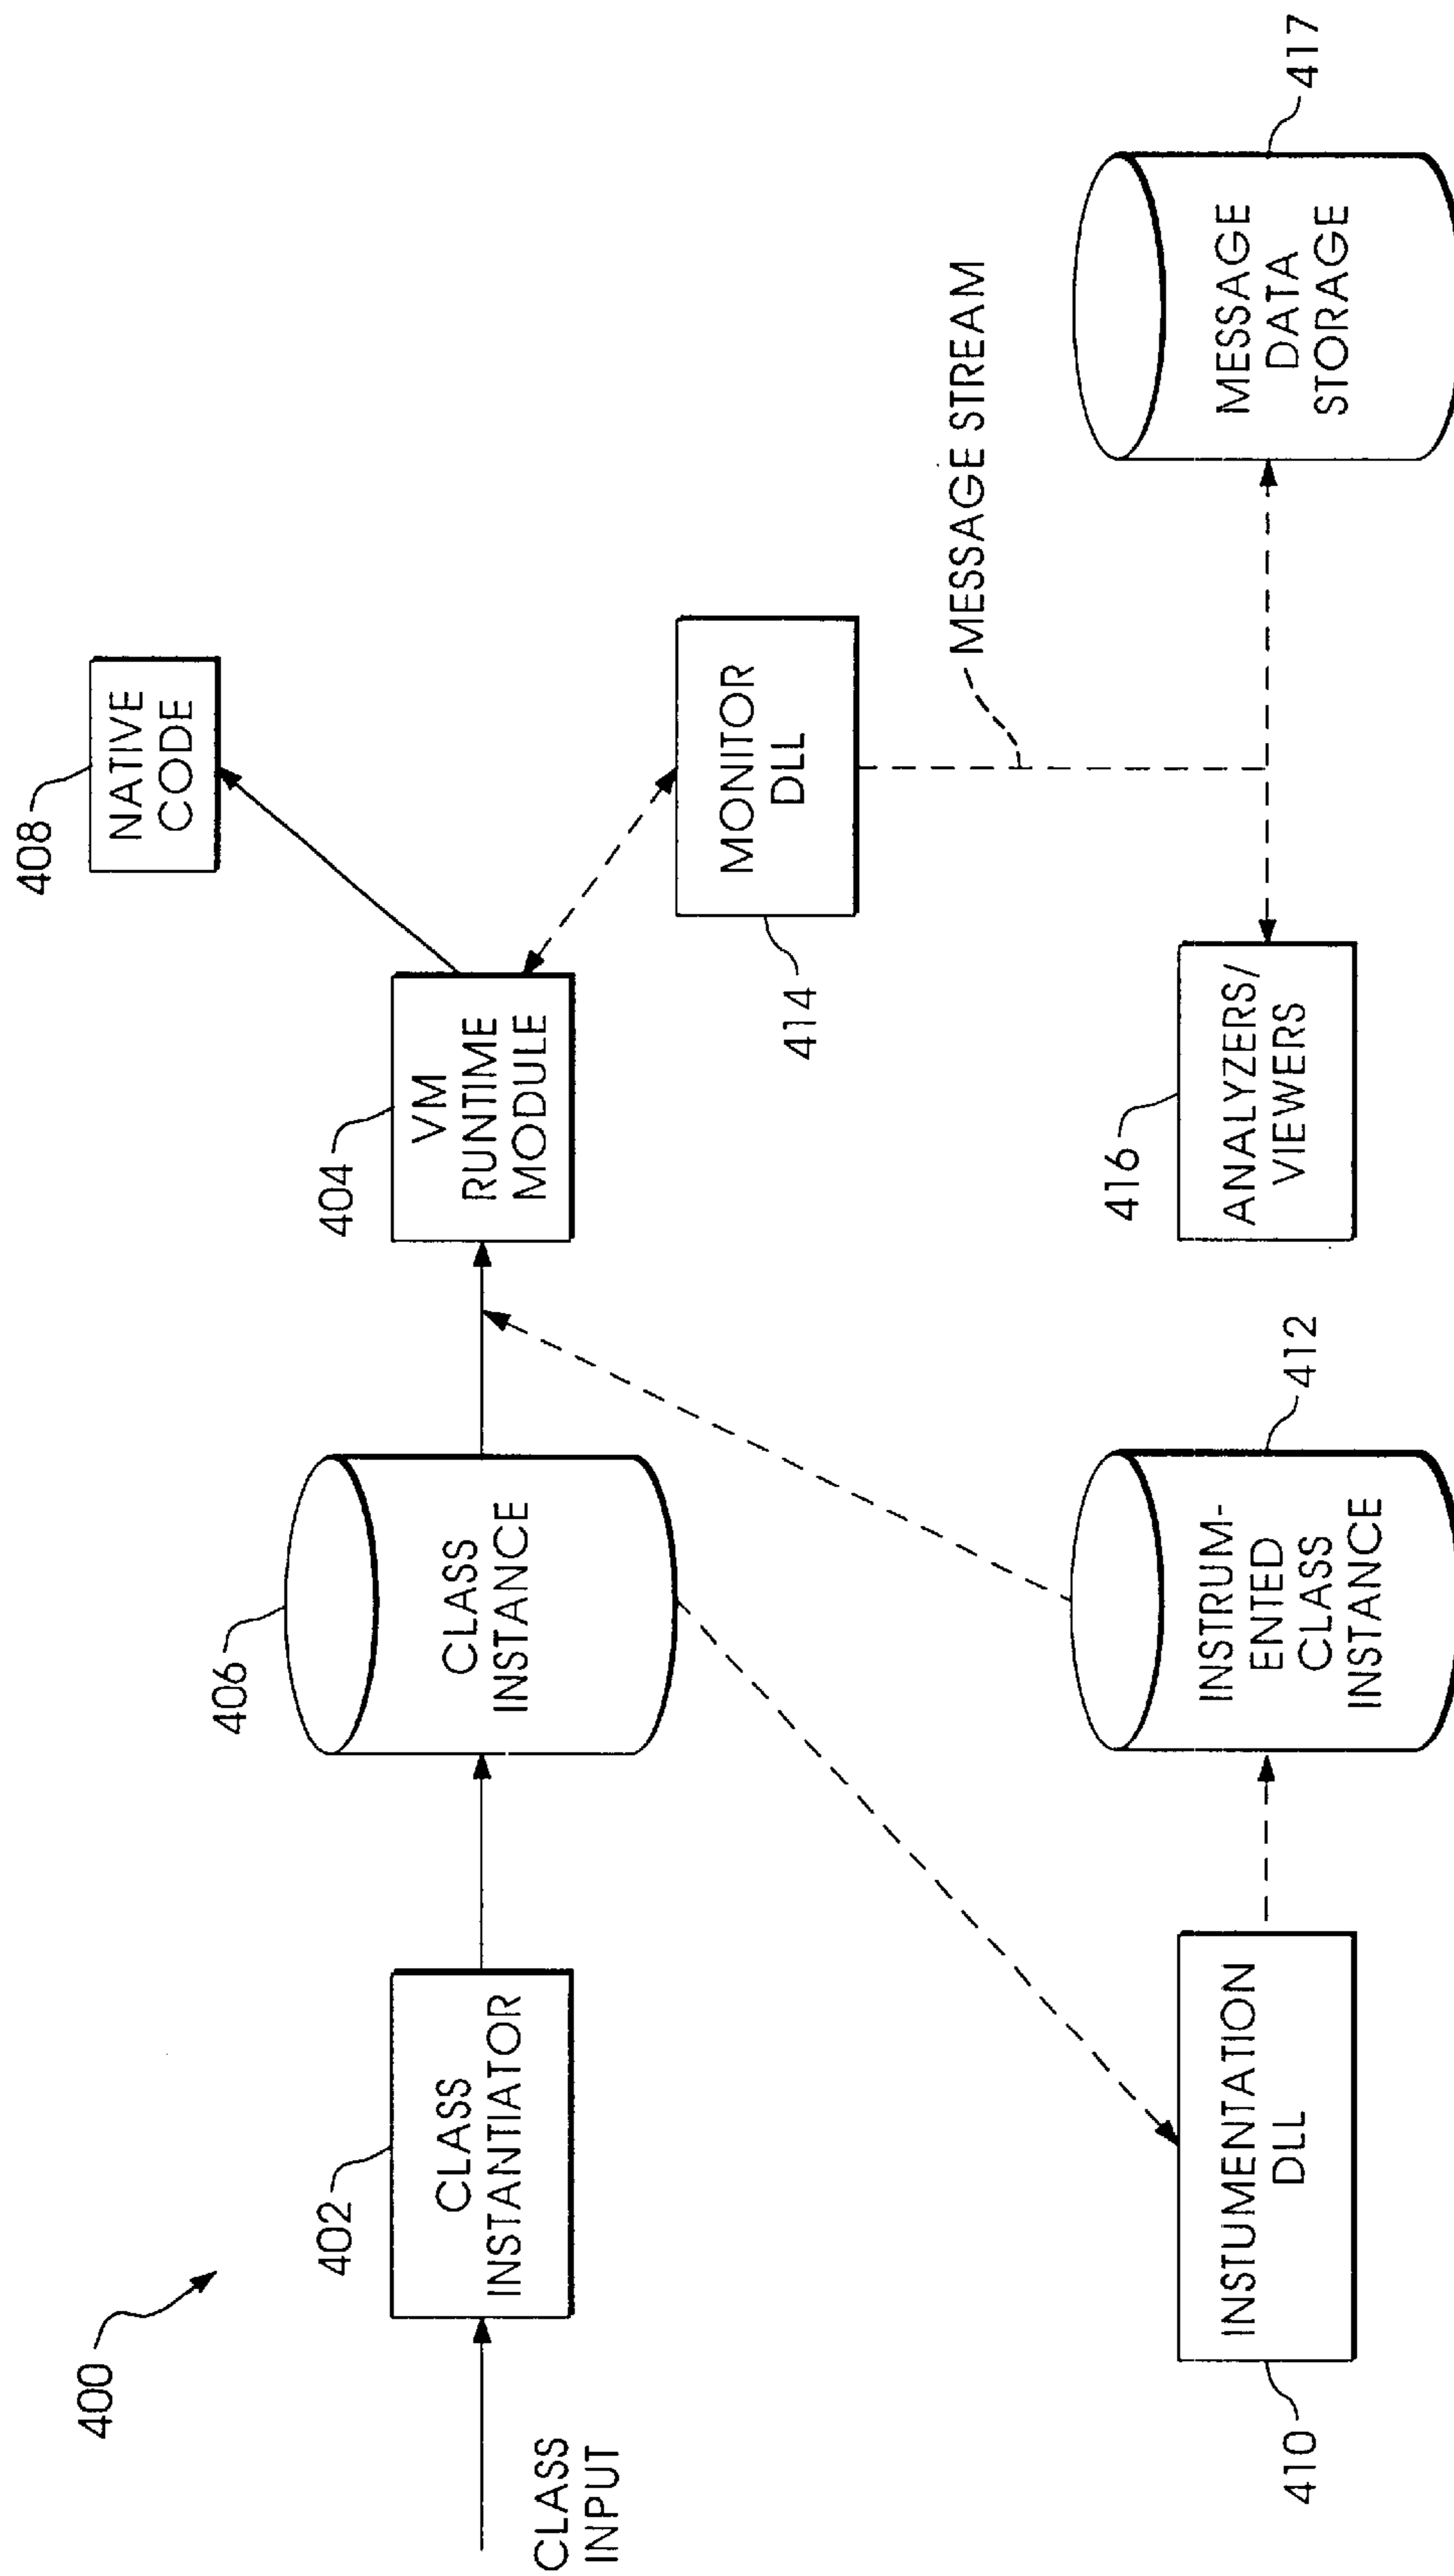 400
408
NATIVE
CODE
404
VM
RUNTIME
MODULE
406
CLASS
INSTANCE
402
CLASS
INSTANTIATOR
CLASS
INPUT
MONITOR
DLL
414
MESSAGE STREAM
INSTUMENTATION
DLL
410
INSTRUM-
ENTED
CLASS
INSTANCE
412
416
ANALYZERS/
VIEWERS
MESSAGE
DATA
STORAGE
417